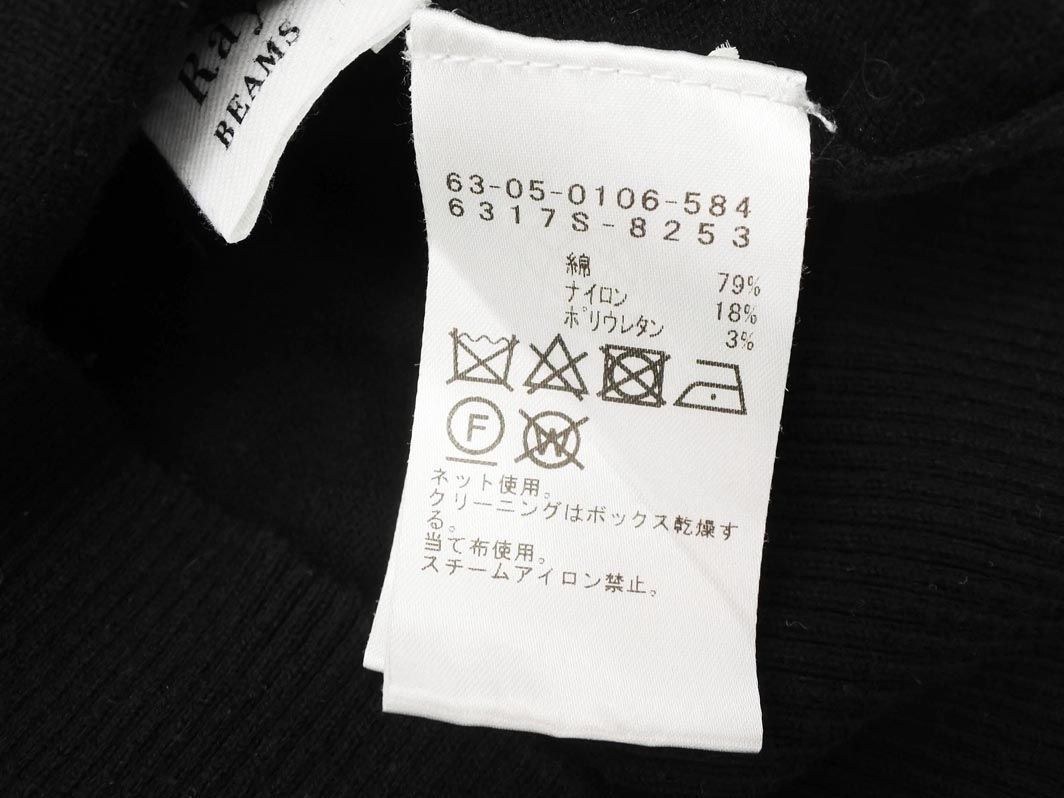 Ray
BEAMS
63-05-0106-584
6317S-8253
綿 79%
ナイロン 18%
ポリウレタン 3%
F W
ネット使用。
クリーニングはボックス乾燥す
る。
当て布使用。
スチームアイロン禁止。